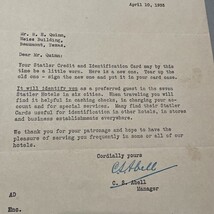 April 10, 1928
Mr. R. D. Quinn,
Weiss Building,
Beaumont, Texas.
Dear Mr. Quinn:
Your Statler Credit and Identification Card may by this
time be a little worn. Here is a new one. Tear up the
old one - sign the new one and put it in your card case.
It will identify you as a preferred guest in the seven
Statler Hotels in six cities. When traveling you will
find it helpful in cashing checks, in charging your ac-
count and for special services. Many find their Statler
Cards useful for identification in other hotels, in stores
and business establishments everywhere.
We thank you for your patronage and hope to have the
pleasure of serving you frequently in some or all of
our hotels.
Cordially yours
C. S. Abell
C. S. Abell
Manager
AD
Enc.